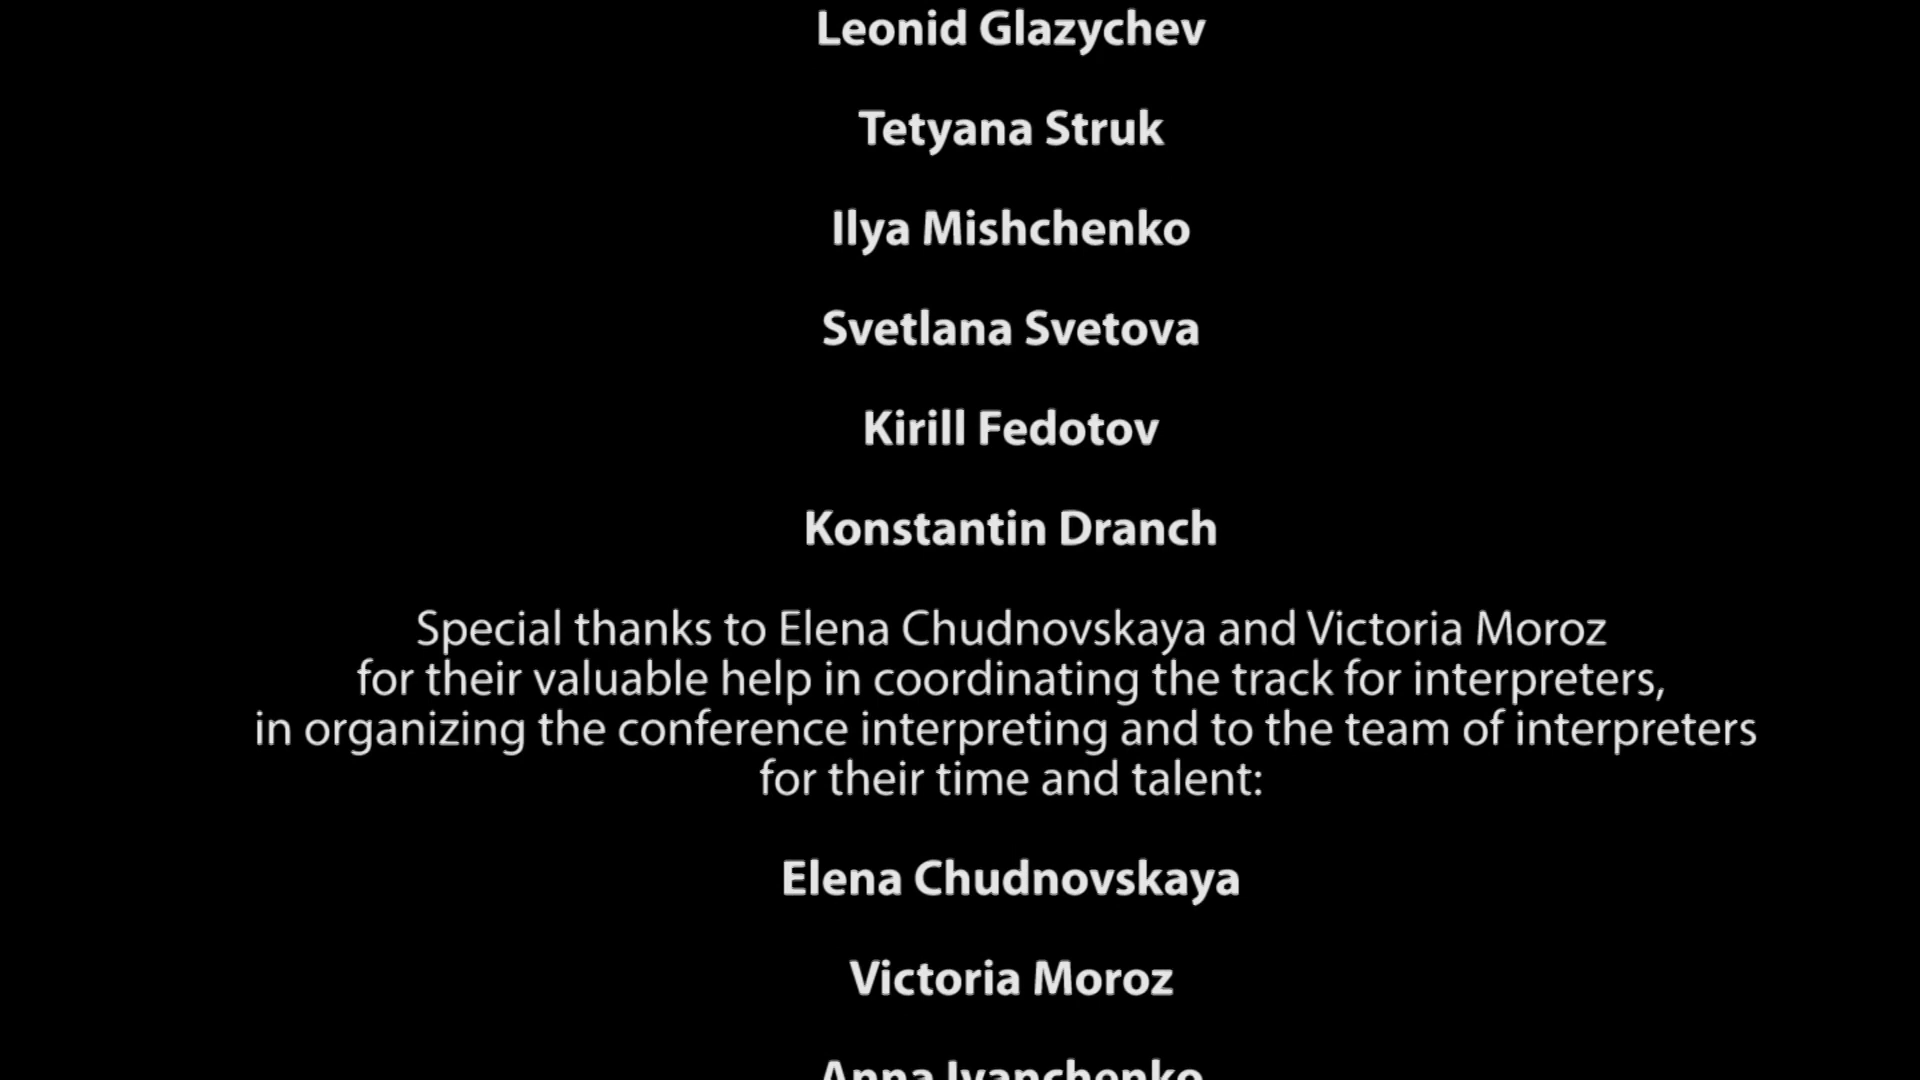 Leonid Glazychev
Tetyana Struk
Ilya Mishchenko
Svetlana Svetova
Kirill Fedotov
Konstantin Dranch
Special thanks to Elena Chudnovskaya and Victoria Moroz
for their valuable help in coordinating the track for interpreters,
in organizing the conference interpreting and to the team of interpreters
for their time and talent:
Elena Chudnovskaya
Victoria Moroz
Anna Ivanchenko